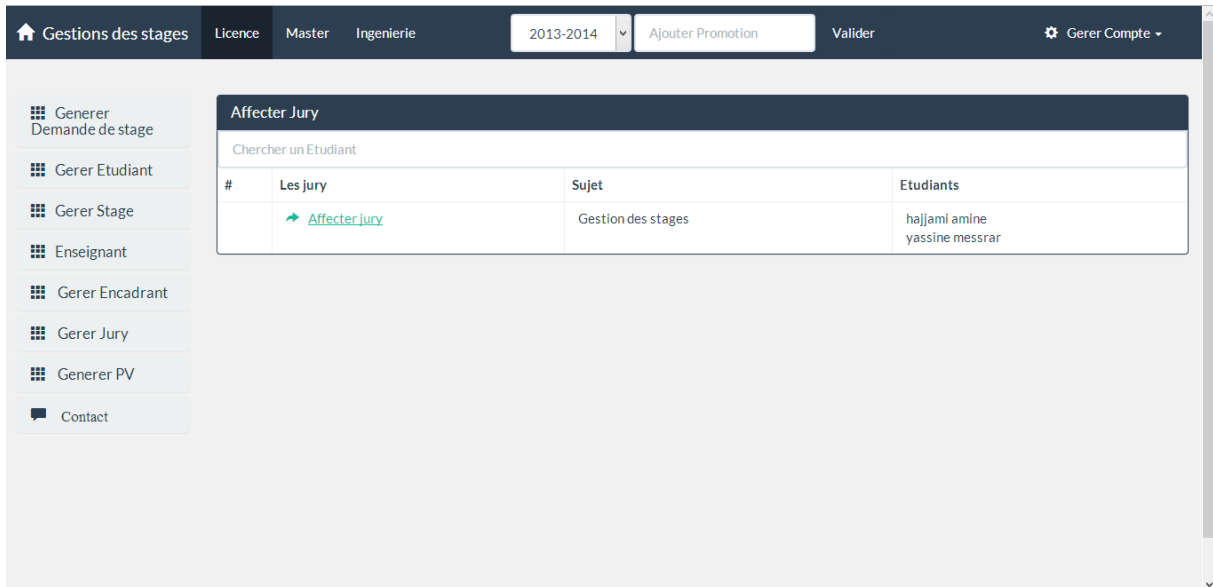 Gestions des stages Licence Master Ingenierie 2013-2014 Ajouter Promotion Valider Gerer Compte
Generer
Demande de stage
Gerer Etudiant
Gerer Stage
Enseignant
Gerer Encadrant
Gerer Jury
Generer PV
Contact
Affecter Jury
Chercher un Etudiant
# Les jury Sujet Etudiants
Affecter jury Gestion des stages hajjami amine
yassine messrar